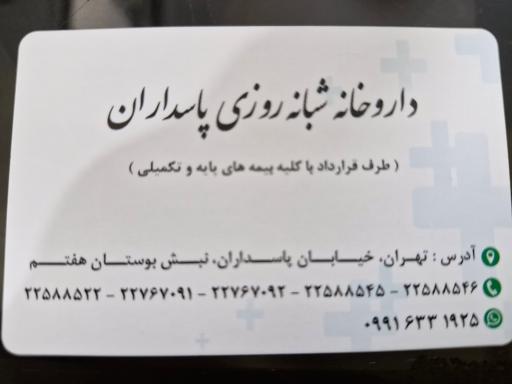 داروخانه شبانه روزی پاسداران
( طرف قرارداد با کلیه بیمه های پایه و تکمیلی )
آدرس : تهران، خیابان پاسداران، نبش بوستان هفتم
۲۲۵۸۸۵۴۶ - ۲۲۵۸۸۵۴۵ - ۲۲۷۶۷۰۹۲ - ۲۲۷۶۷۰۹۱ - ۲۲۵۸۸۵۲۲
۰۹۹۱ ۶۳۳ ۱۹۲۵